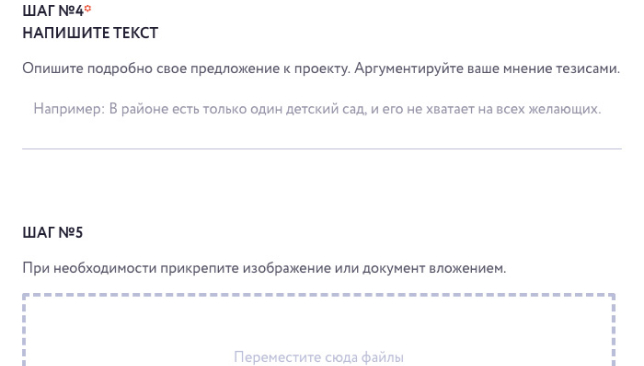 ШАГ №4*
НАПИШИТЕ ТЕКСТ
Опишите подробно свое предложение к проекту. Аргументируйте ваше мнение тезисами.
Например: В районе есть только один детский сад, и его не хватает на всех желающих.
ШАГ №5
При необходимости прикрепите изображение или документ вложением.
Переместите сюда файлы